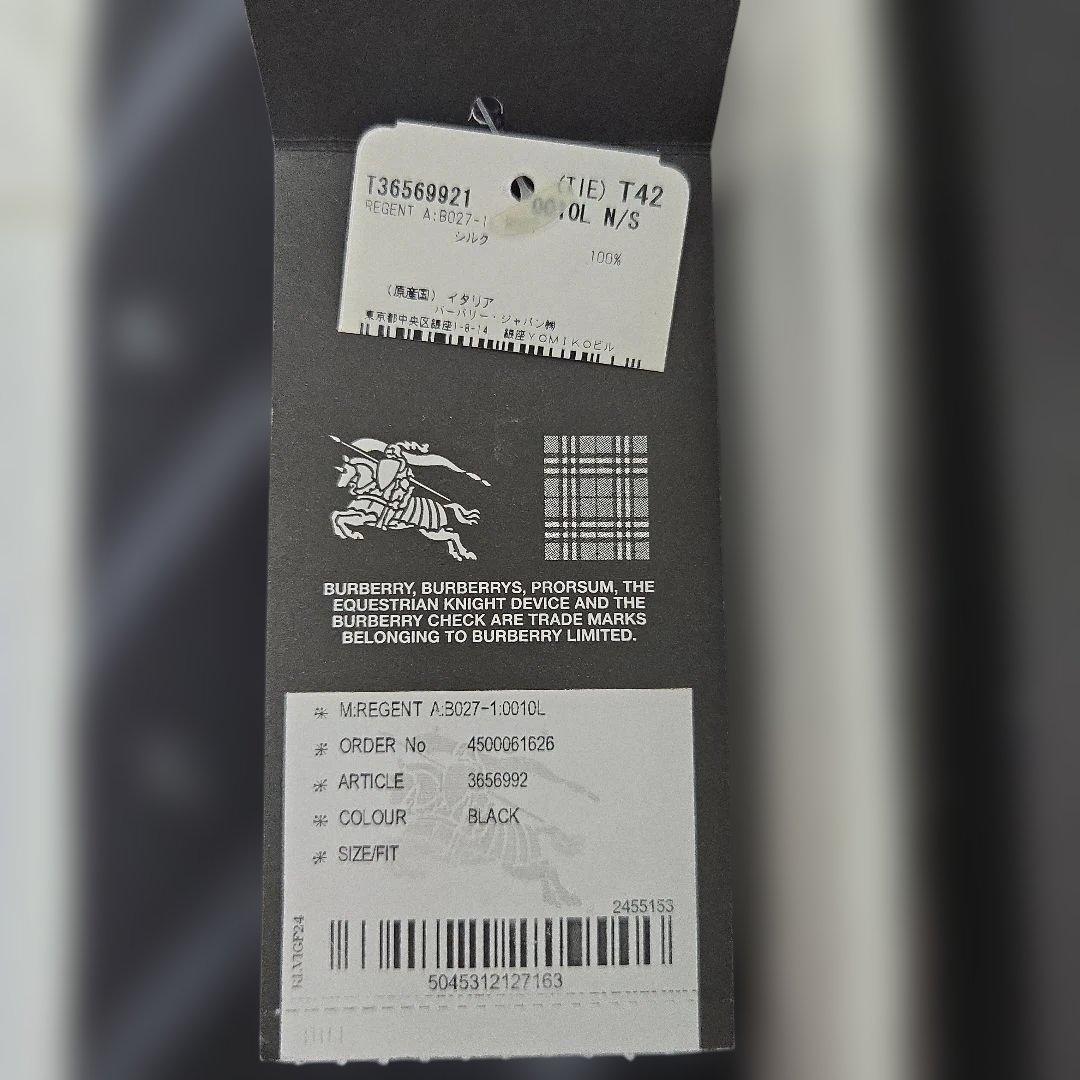 T36569921 (TIE) T42
REGENT A:B027-1 0010L N/S
シルク 100%
(原産国) イタリア
バーバリー・ジャパン㈱
東京都中央区銀座1-8-14 銀座YOMIKOビル
BURBERRY, BURBERRYS, PRORSUM, THE
EQUESTRIAN KNIGHT DEVICE AND THE
BURBERRY CHECK ARE TRADE MARKS
BELONGING TO BURBERRY LIMITED.
* M:REGENT A:B027-1:0010L
* ORDER No 4500061626
* ARTICLE 3656992
* COLOUR BLACK
* SIZE/FIT
2455153
5045312127163